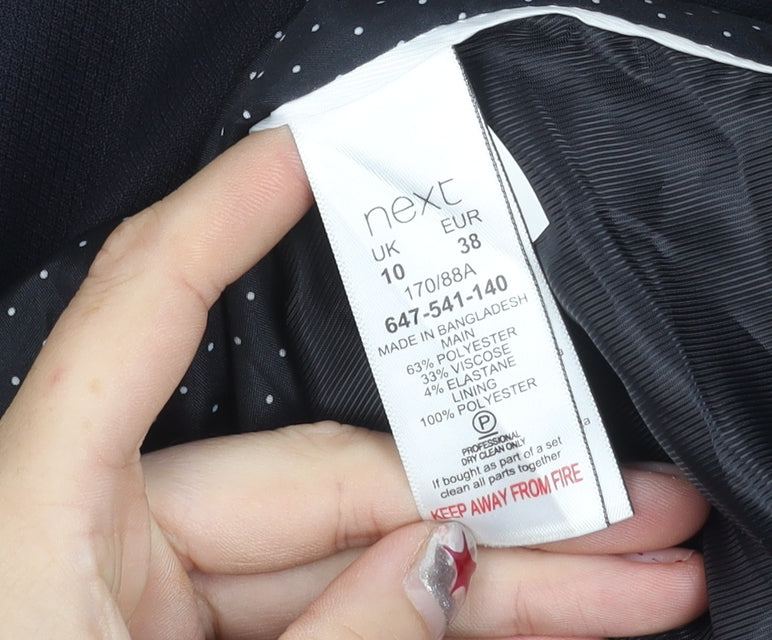 next
UK EUR
10 38
170/88A
647-541-140
MADE IN BANGLADESH
MAIN
63% POLYESTER
33% VISCOSE
4% ELASTANE
LINING
100% POLYESTER
P
PROFESSIONAL
DRY CLEAN ONLY
If bought as part of a set
clean all parts together
KEEP AWAY FROM FIRE
a